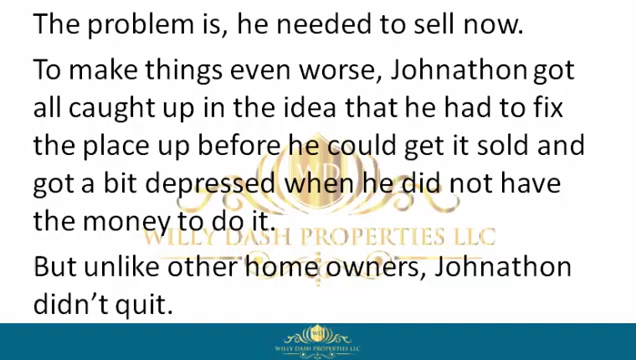 The problem is, he needed to sell now.
To make things even worse, Johnathon got
all caught up in the idea that he had to fix
the place up before he could get it sold and
got a bit depressed when he did not have
the money to do it.
WILLY DASH PROPERTIES LLC
But unlike other home owners, Johnathon
didn't quit.
WILLY DASH PROPERTIES LLC